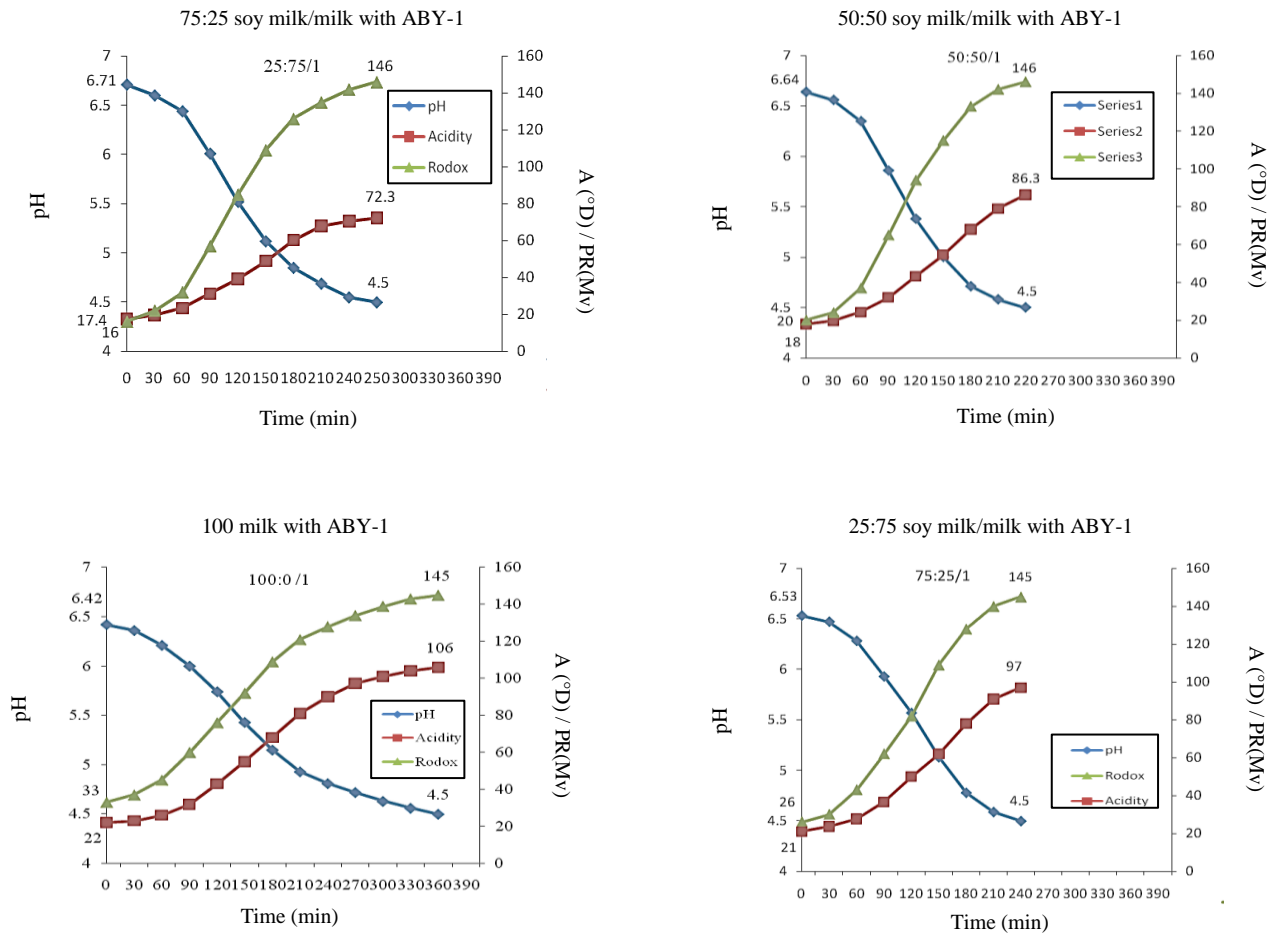 75:25 soy milk/milk with ABY-1
25:75/1
146
72.3
4.5
6.71
17.4
16
7
6.5
6
5.5
5
4.5
4
160
140
120
100
80
60
40
20
0
pH
Acidity
Rodox
pH
A (°D) / PR(Mv)
0 30 60 90 120 150 180 210 240 250 300 330 360 390
Time (min)
50:50 soy milk/milk with ABY-1
50:50/1
146
86.3
4.5
6.64
20
18
7
6.5
6
5.5
5
4.5
4
160
140
120
100
80
60
40
20
0
Series1
Series2
Series3
pH
A (°D) / PR(Mv)
0 30 60 90 120 150 180 210 220 270 300 330 360 390
Time (min)
100 milk with ABY-1
100:0 /1
145
106
4.5
6.42
33
22
7
6.5
6
5.5
5
4.5
4
160
140
120
100
80
60
40
20
0
pH
Acidity
Rodox
pH
A (°D) / PR(Mv)
0 30 60 90 120 150 180 210 240 270 300 330 360 390
Time (min)
25:75 soy milk/milk with ABY-1
75:25/1
145
97
4.5
6.53
26
21
7
6.5
6
5.5
5
4.5
4
160
140
120
100
80
60
40
20
0
pH
Rodox
Acidity
pH
A (°D) / PR(Mv)
0 30 60 90 120 150 180 210 240 270 300 330 360 390
Time (min)